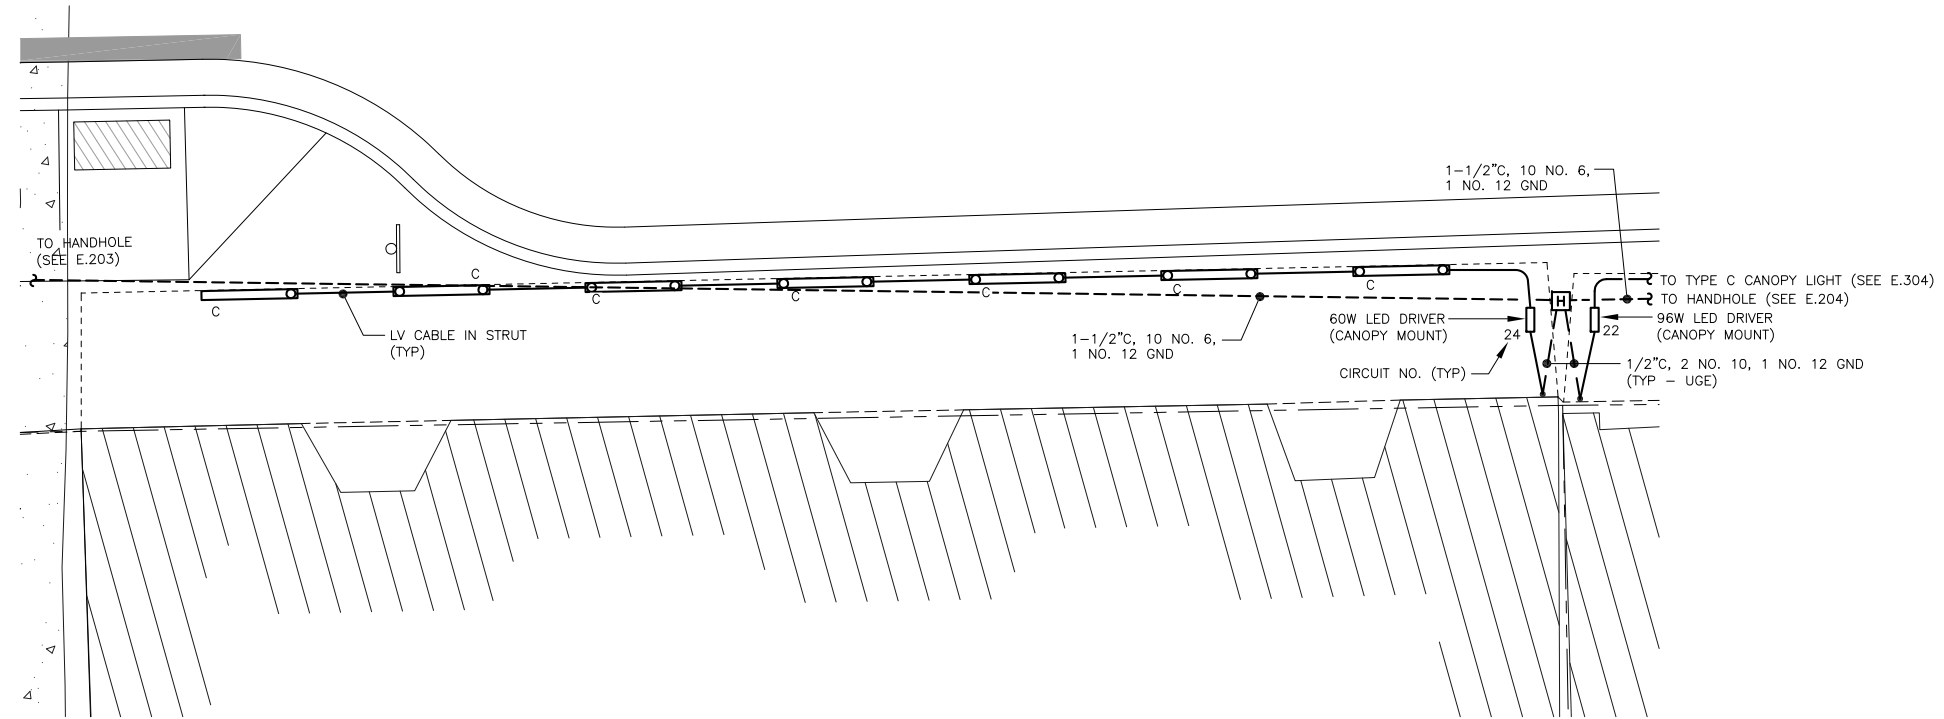 1-1/2"C, 10 NO. 6,
1 NO. 12 GND
TO HANDHOLE
(SEE E.203)
C
C
C
C
C
C
C
LV CABLE IN STRUT
(TYP)
1-1/2"C, 10 NO. 6,
1 NO. 12 GND
H
TO TYPE C CANOPY LIGHT (SEE E.304)
TO HANDHOLE (SEE E.204)
60W LED DRIVER
(CANOPY MOUNT)
24
22
96W LED DRIVER
(CANOPY MOUNT)
CIRCUIT NO. (TYP)
1/2"C, 2 NO. 10, 1 NO. 12 GND
(TYP - UGE)